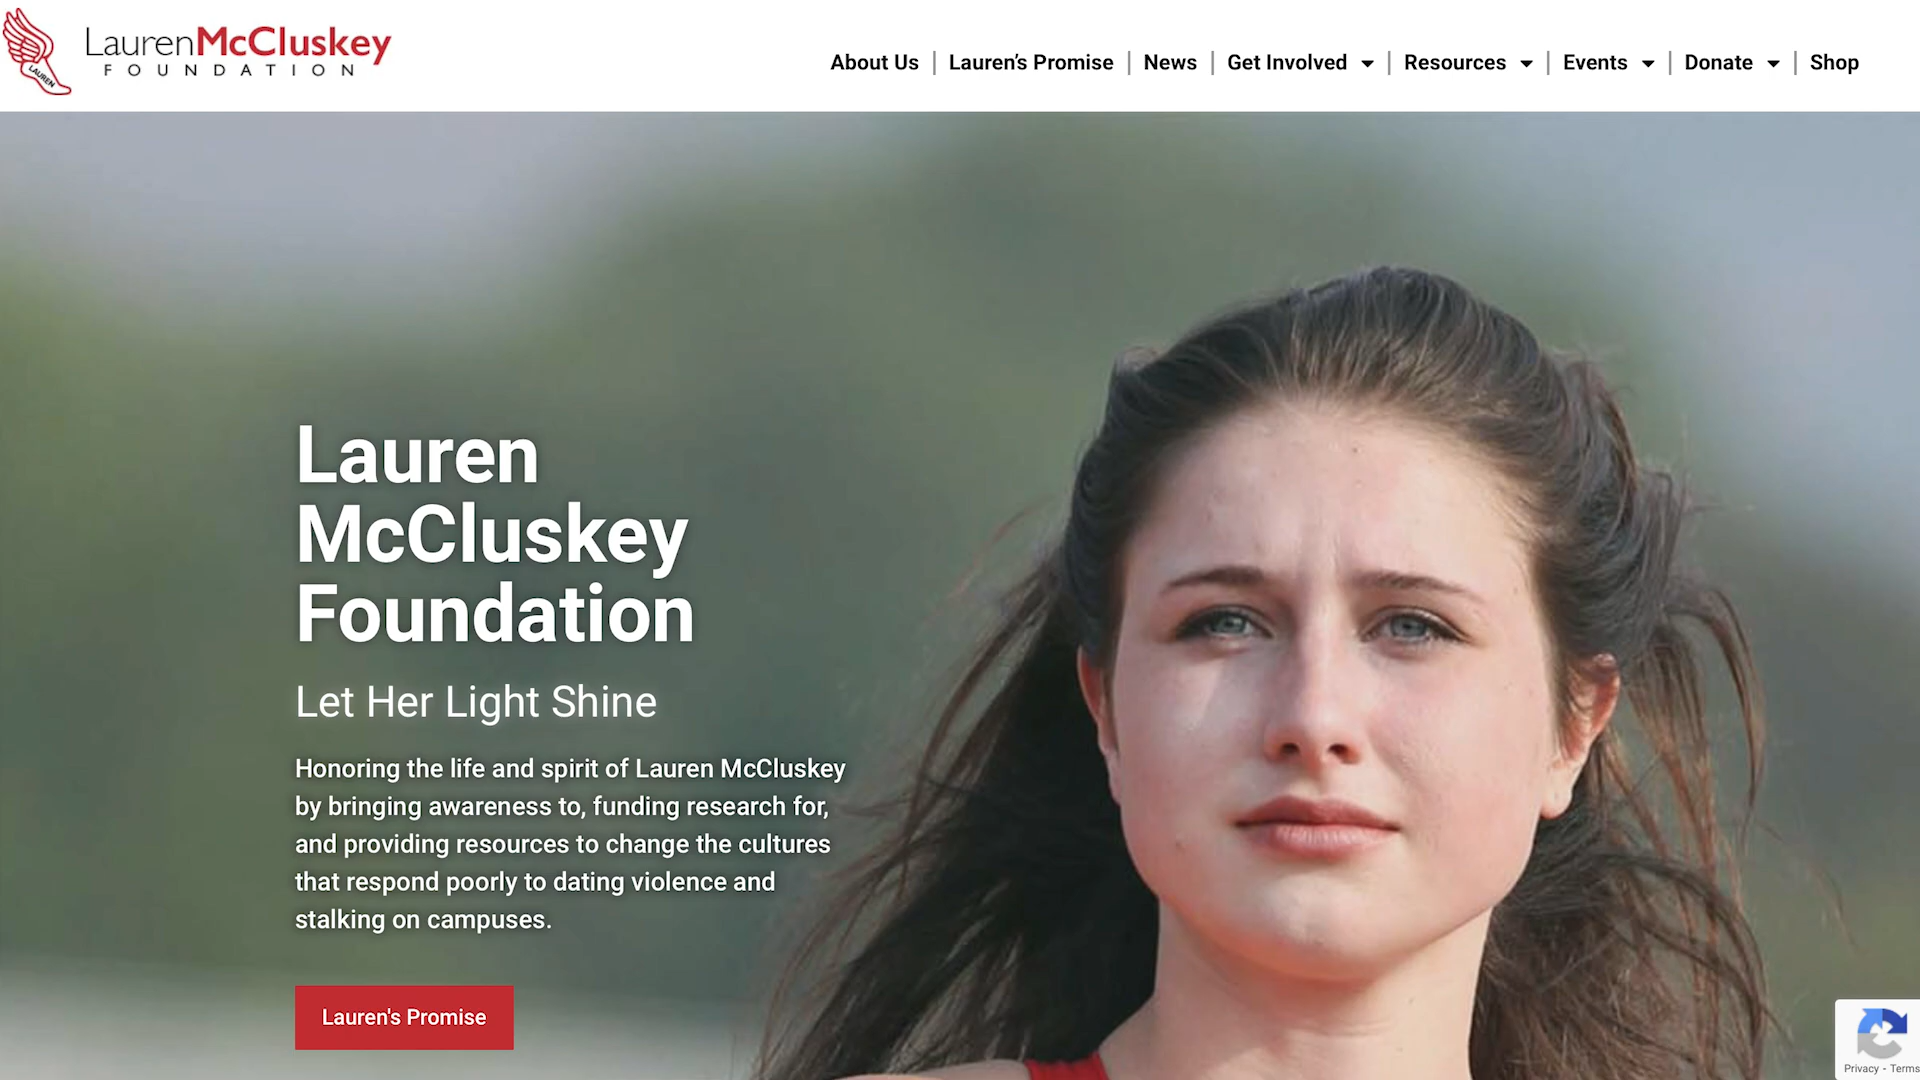 LaurenMcCluskey
FOUNDATION
LAUREN
About Us
Lauren’s Promise
News
Get Involved
Resources
Events
Donate
Shop
Lauren
McCluskey
Foundation
Let Her Light Shine
Honoring the life and spirit of Lauren McCluskey
by bringing awareness to, funding research for,
and providing resources to change the cultures
that respond poorly to dating violence and
stalking on campuses.
Lauren's Promise
Privacy - Terms